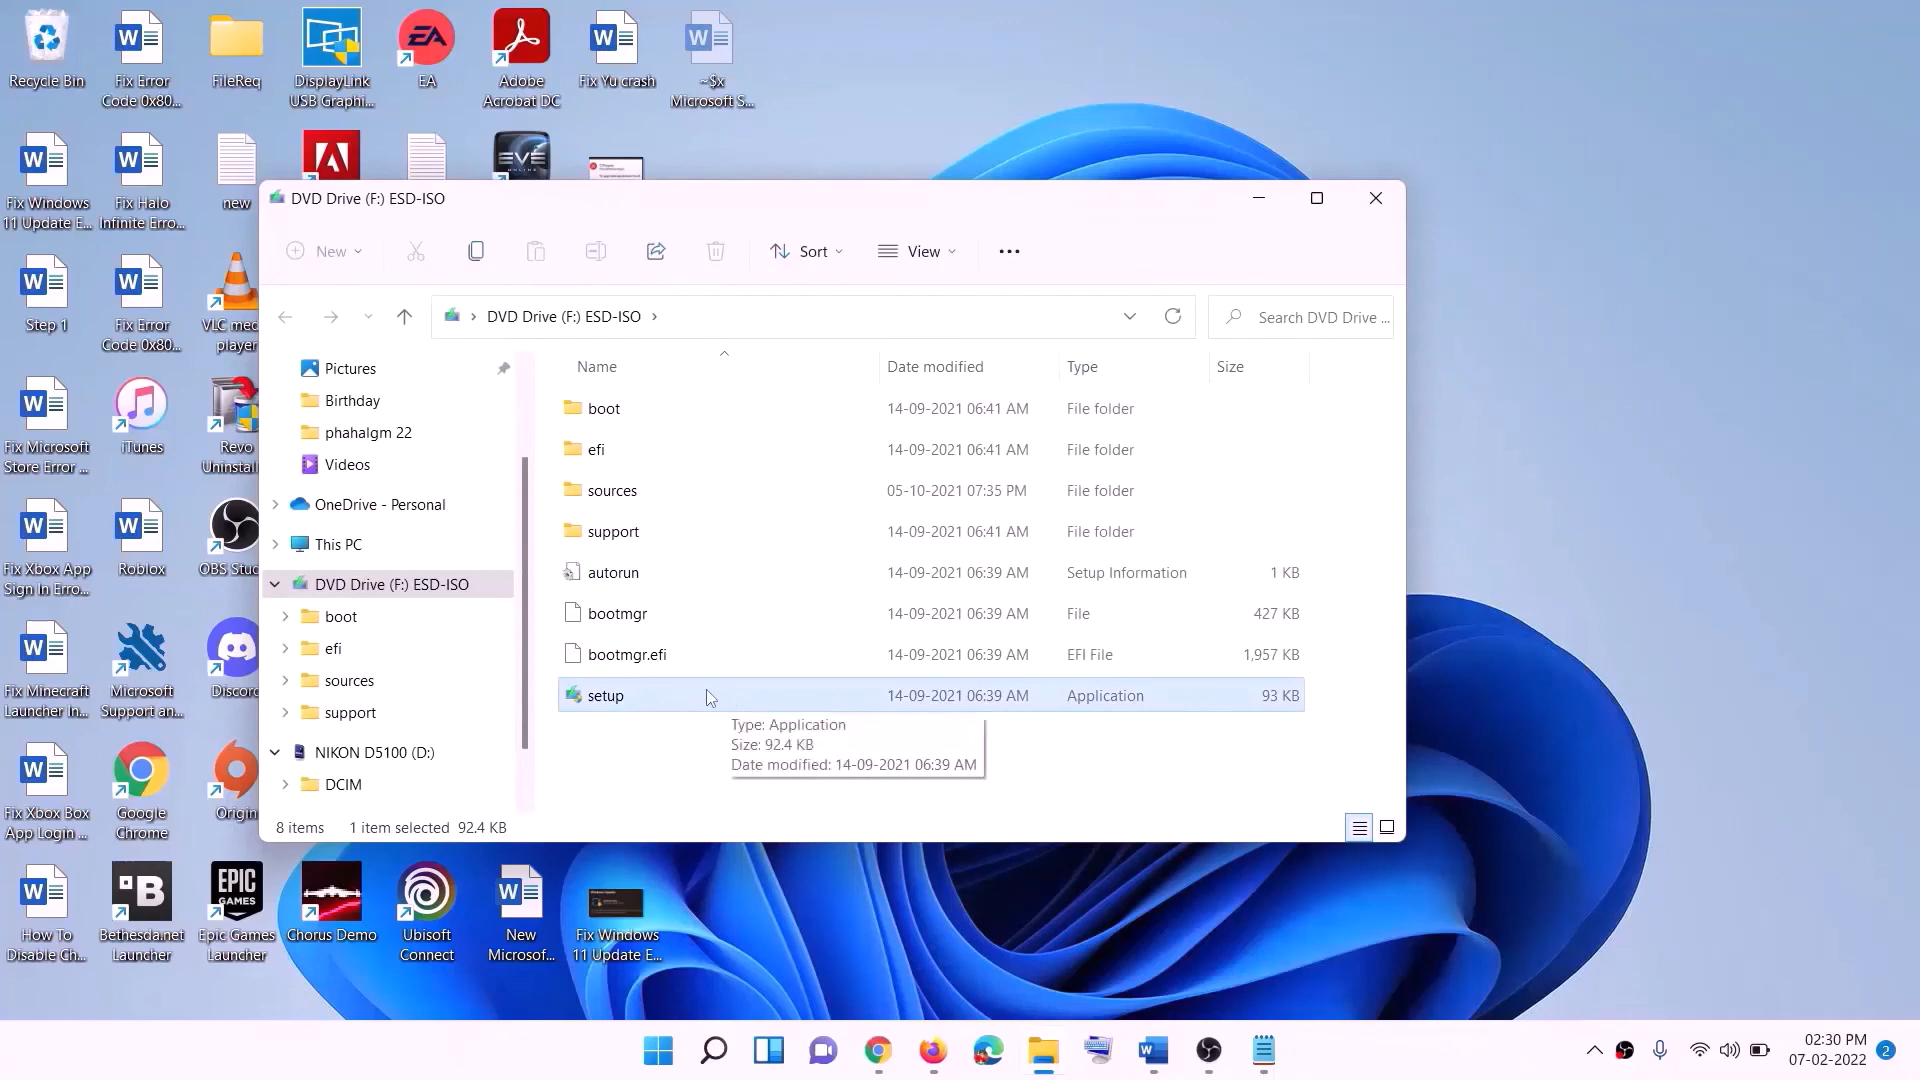 Recycle Bin
Fix Error
Code 0x80...
FileReq
DisplayLink
USB Graphi...
EA
EA
Adobe
Acrobat DC
Fix Yu crash
~$x
Microsoft S...
Fix Windows
11 Update E...
Fix Halo
Infinite Erro...
new
EVE
ONLINE
Step 1
Fix Error
Code 0x80...
VLC med
player
Fix Microsoft
Store Error ...
iTunes
Revo
Uninstall
Fix Xbox App
Sign In Erro...
Roblox
OBS Stud
Fix Minecraft
Launcher In...
Microsoft
Support an...
Discord
Fix Xbox Box
App Login ...
Google
Chrome
Origin
How To
Disable Ch...
Bethesda.net
Launcher
EPIC
GAMES
Epic Games
Launcher
Chorus Demo
Ubisoft
Connect
New
Microsof...
Fix Windows
11 Update E...
DVD Drive (F:) ESD-ISO
New
Sort
View
DVD Drive (F:) ESD-ISO
Search DVD Drive ...
Pictures
Birthday
phahalgm 22
Videos
OneDrive - Personal
This PC
DVD Drive (F:) ESD-ISO
boot
efi
sources
support
NIKON D5100 (D:)
DCIM
Name Date modified Type Size
boot 14-09-2021 06:41 AM File folder
efi 14-09-2021 06:41 AM File folder
sources 05-10-2021 07:35 PM File folder
support 14-09-2021 06:41 AM File folder
autorun 14-09-2021 06:39 AM Setup Information 1 KB
bootmgr 14-09-2021 06:39 AM File 427 KB
bootmgr.efi 14-09-2021 06:39 AM EFI File 1,957 KB
setup 14-09-2021 06:39 AM Application 93 KB
Type: Application
Size: 92.4 KB
Date modified: 14-09-2021 06:39 AM
8 items 1 item selected 92.4 KB
02:30 PM
07-02-2022
2